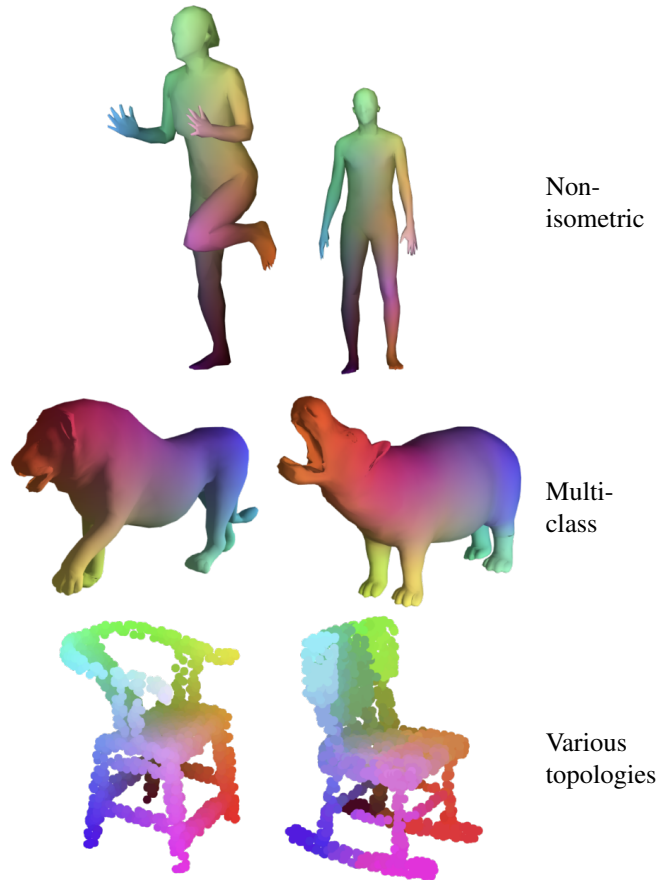 Non-
isometric
Multi-
class
Various
topologies